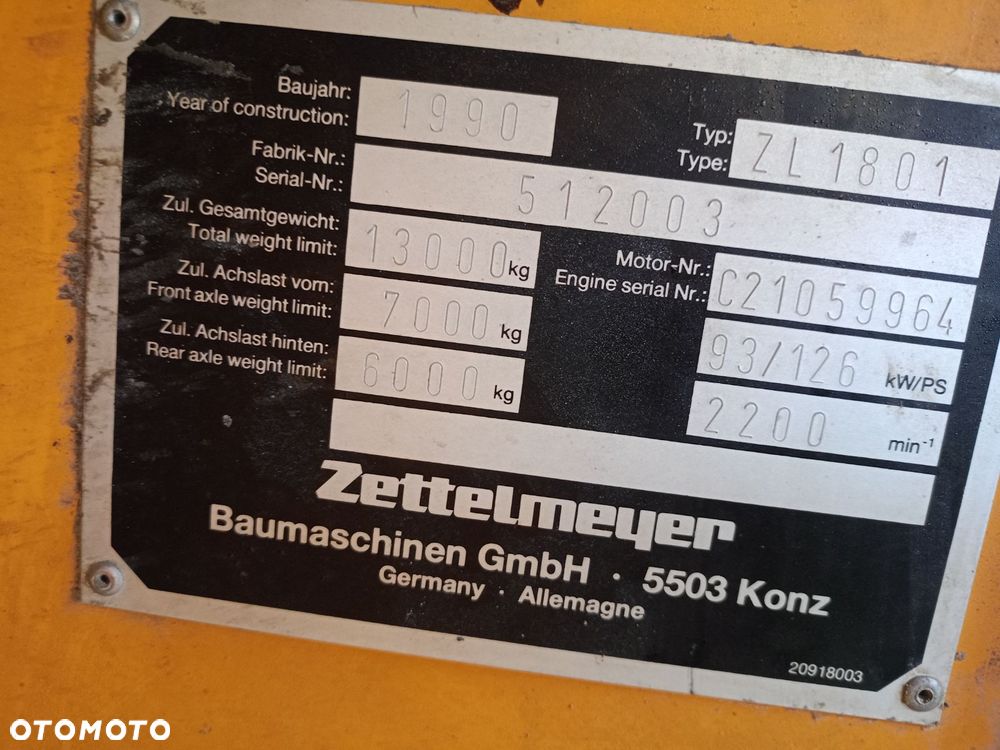 Baujahr:
Year of construction: 1990
Typ:
Type: ZL1801
Fabrik-Nr.:
Serial-Nr.: 512003
Zul. Gesamtgewicht:
Total weight limit: 13000 kg
Motor-Nr.:
Engine serial Nr.: C21059964
Zul. Achslast vorn:
Front axle weight limit: 7000 kg
93/126 kW/PS
Zul. Achslast hinten:
Rear axle weight limit: 6000 kg
2200 min⁻¹
Zettelmeyer
Baumaschinen GmbH · 5503 Konz
Germany · Allemagne
20918003
OTOMOTO